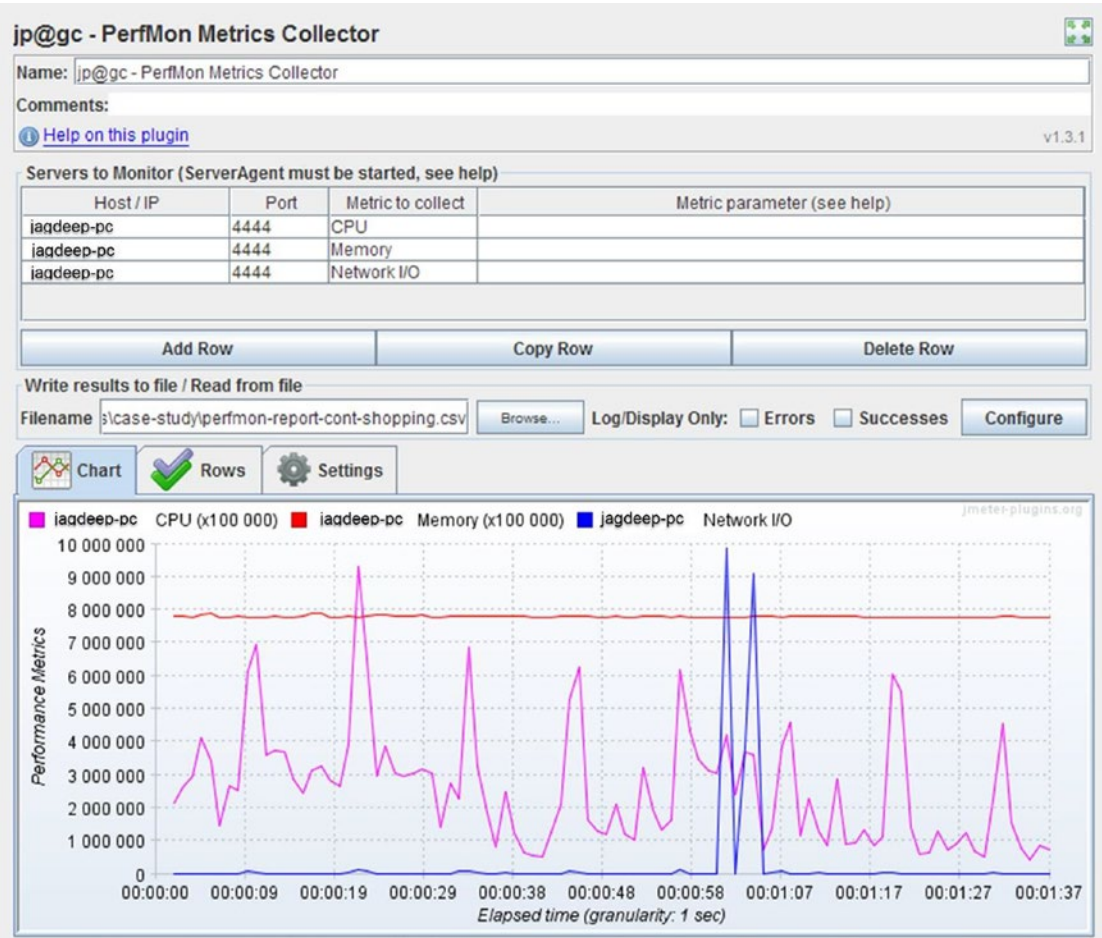 jp@gc - PerfMon Metrics Collector
Name: jp@gc - PerfMon Metrics Collector
Comments:
Help on this plugin v1.3.1
Servers to Monitor (ServerAgent must be started, see help)
Host / IP Port Metric to collect Metric parameter (see help)
jagdeep-pc 4444 CPU
jagdeep-pc 4444 Memory
jagdeep-pc 4444 Network I/O
Add Row Copy Row Delete Row
Write results to file / Read from file
Filename s\case-study\perfmon-report-cont-shopping.csv Browse... Log/Display Only: Errors Successes Configure
Chart Rows Settings
jagdeep-pc CPU (x100 000) jagdeep-pc Memory (x100 000) jagdeep-pc Network I/O jmeter-plugins.org
10 000 000
9 000 000
8 000 000
7 000 000
6 000 000
5 000 000
4 000 000
3 000 000
2 000 000
1 000 000
0
Performance Metrics
00:00:00 00:00:09 00:00:19 00:00:29 00:00:38 00:00:48 00:00:58 00:01:07 00:01:17 00:01:27 00:01:37
Elapsed time (granularity: 1 sec)